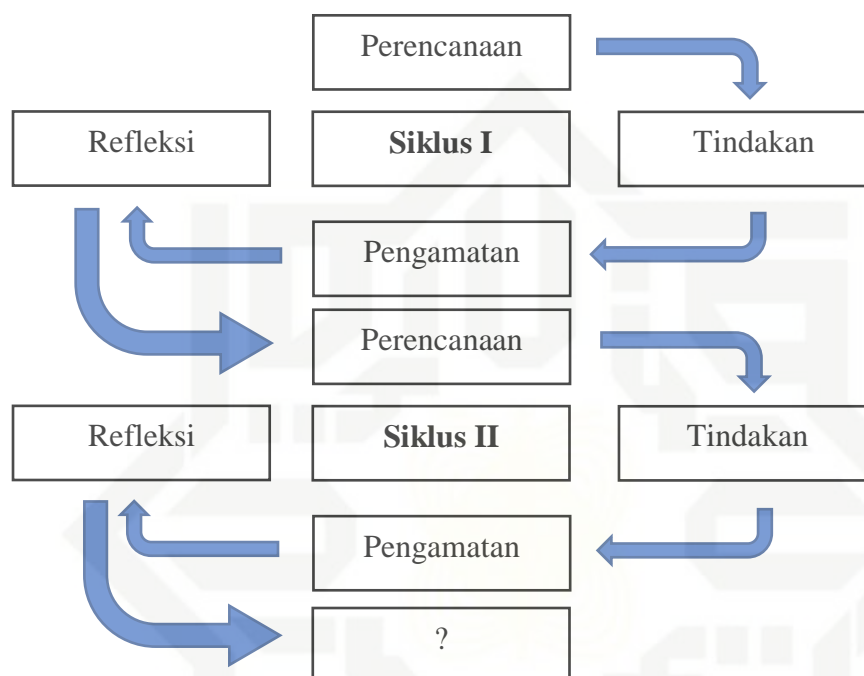 Perencanaan
Refleksi
Siklus I
Tindakan
Pengamatan
Perencanaan
Refleksi
Siklus II
Tindakan
Pengamatan
?